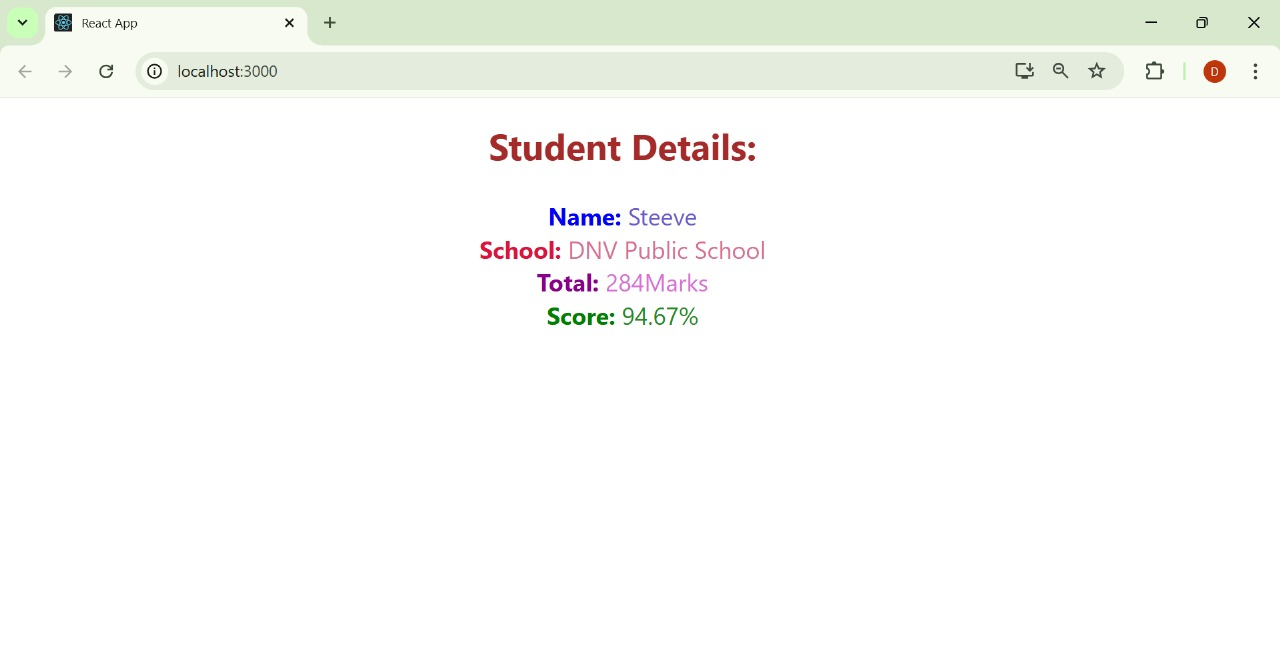 React App
localhost:3000
D
Student Details:
Name: Steeve
School: DNV Public School
Total: 284Marks
Score: 94.67%